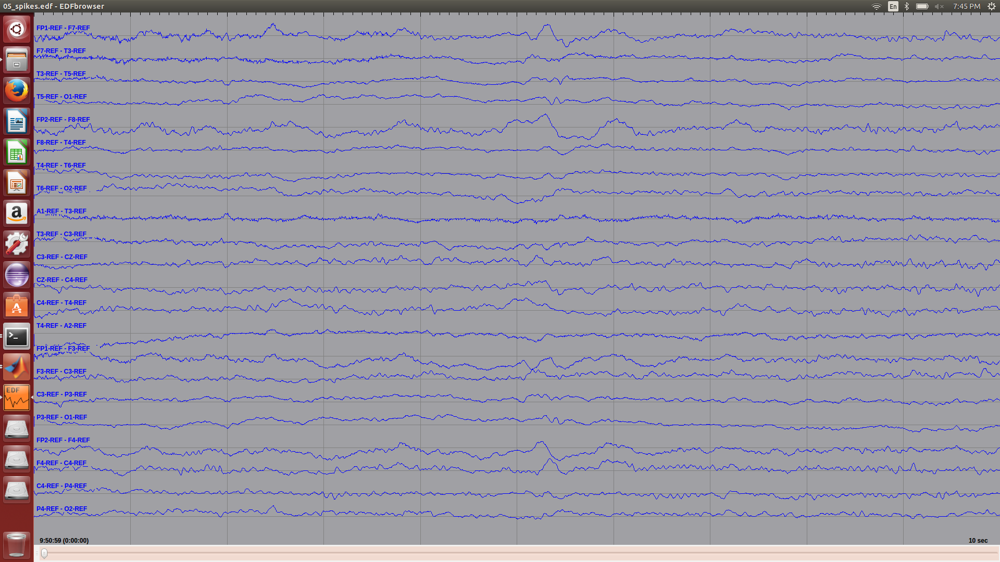 05_spikes.edf - EDFbrowser
En
7:45 PM
FP1-REF - F7-REF
F7-REF - T3-REF
T3-REF - T5-REF
T5-REF - O1-REF
FP2-REF - F8-REF
F8-REF - T4-REF
T4-REF - T6-REF
T6-REF - O2-REF
A1-REF - T3-REF
T3-REF - C3-REF
C3-REF - CZ-REF
CZ-REF - C4-REF
C4-REF - T4-REF
T4-REF - A2-REF
FP1-REF - F3-REF
F3-REF - C3-REF
C3-REF - P3-REF
P3-REF - O1-REF
FP2-REF - F4-REF
F4-REF - C4-REF
C4-REF - P4-REF
P4-REF - O2-REF
a
A
>_
EDF
9:50:59 (0:00:00)
10 sec